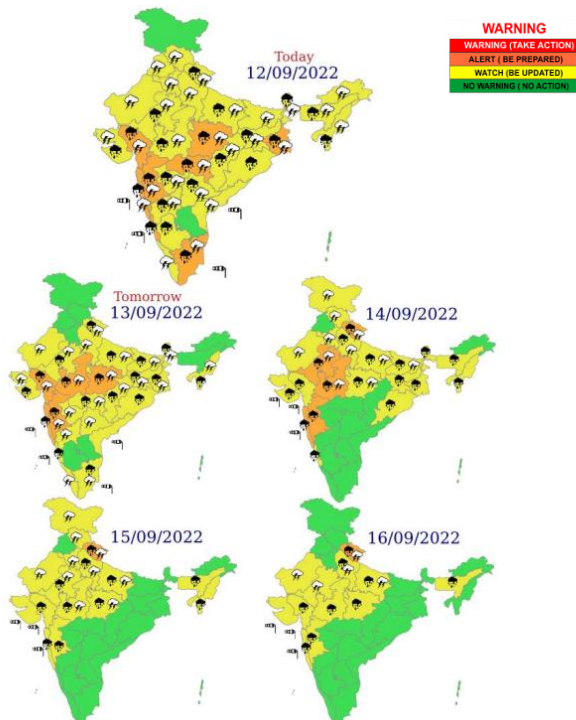 WARNING
WARNING (TAKE ACTION)
ALERT ( BE PREPARED)
WATCH (BE UPDATED)
NO WARNING ( NO ACTION)
Today
12/09/2022
Tomorrow
13/09/2022
14/09/2022
15/09/2022
16/09/2022